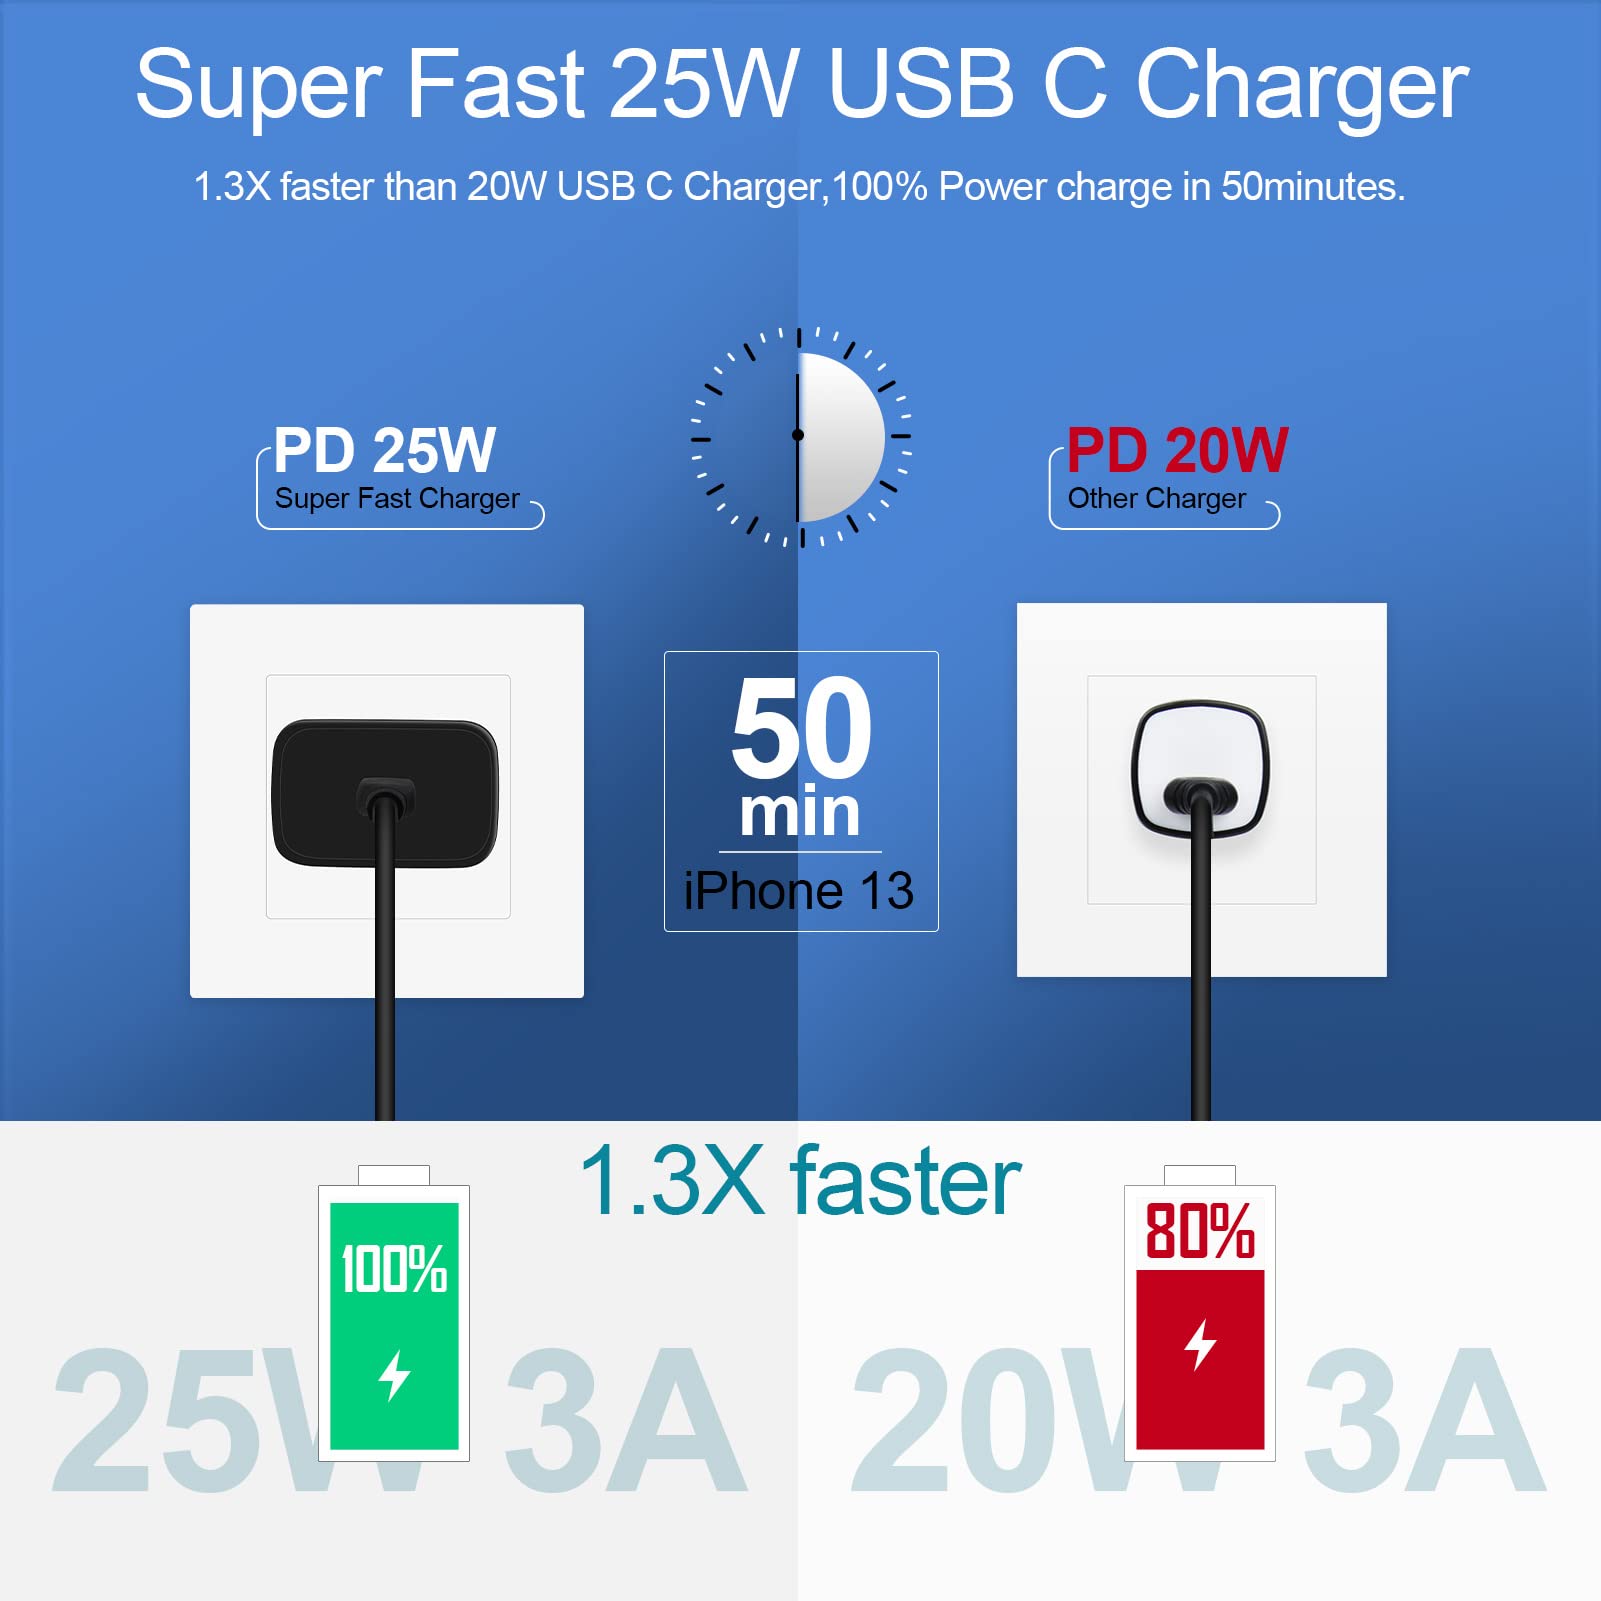 Super Fast 25W USB C Charger
1.3X faster than 20W USB C Charger,100% Power charge in 50minutes.
PD 25W
Super Fast Charger
PD 20W
Other Charger
50
min
iPhone 13
1.3X faster
100%
80%
25W 3A
20W 3A